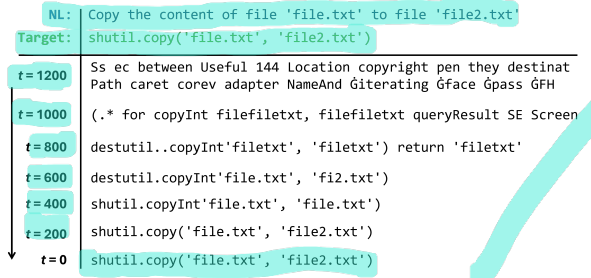 NL: Copy the content of file 'file.txt' to file 'file2.txt'
Target: shutil.copy('file.txt', 'file2.txt')
t = 1200 Ss ec between Useful 144 Location copyright pen they destinat
Path caret corev adapter NameAnd Ġiterating Ġface Ġpass ĠFH
t = 1000 (.* for copyInt filefiletxt, filefiletxt queryResult SE Screen
t = 800 destutil..copyInt'filetxt', 'filetxt') return 'filetxt'
t = 600 destutil.copyInt'file.txt', 'fi2.txt')
t = 400 shutil.copyInt'file.txt', 'file.txt')
t = 200 shutil.copy('file.txt', 'file2.txt')
t = 0 shutil.copy('file.txt', 'file2.txt')